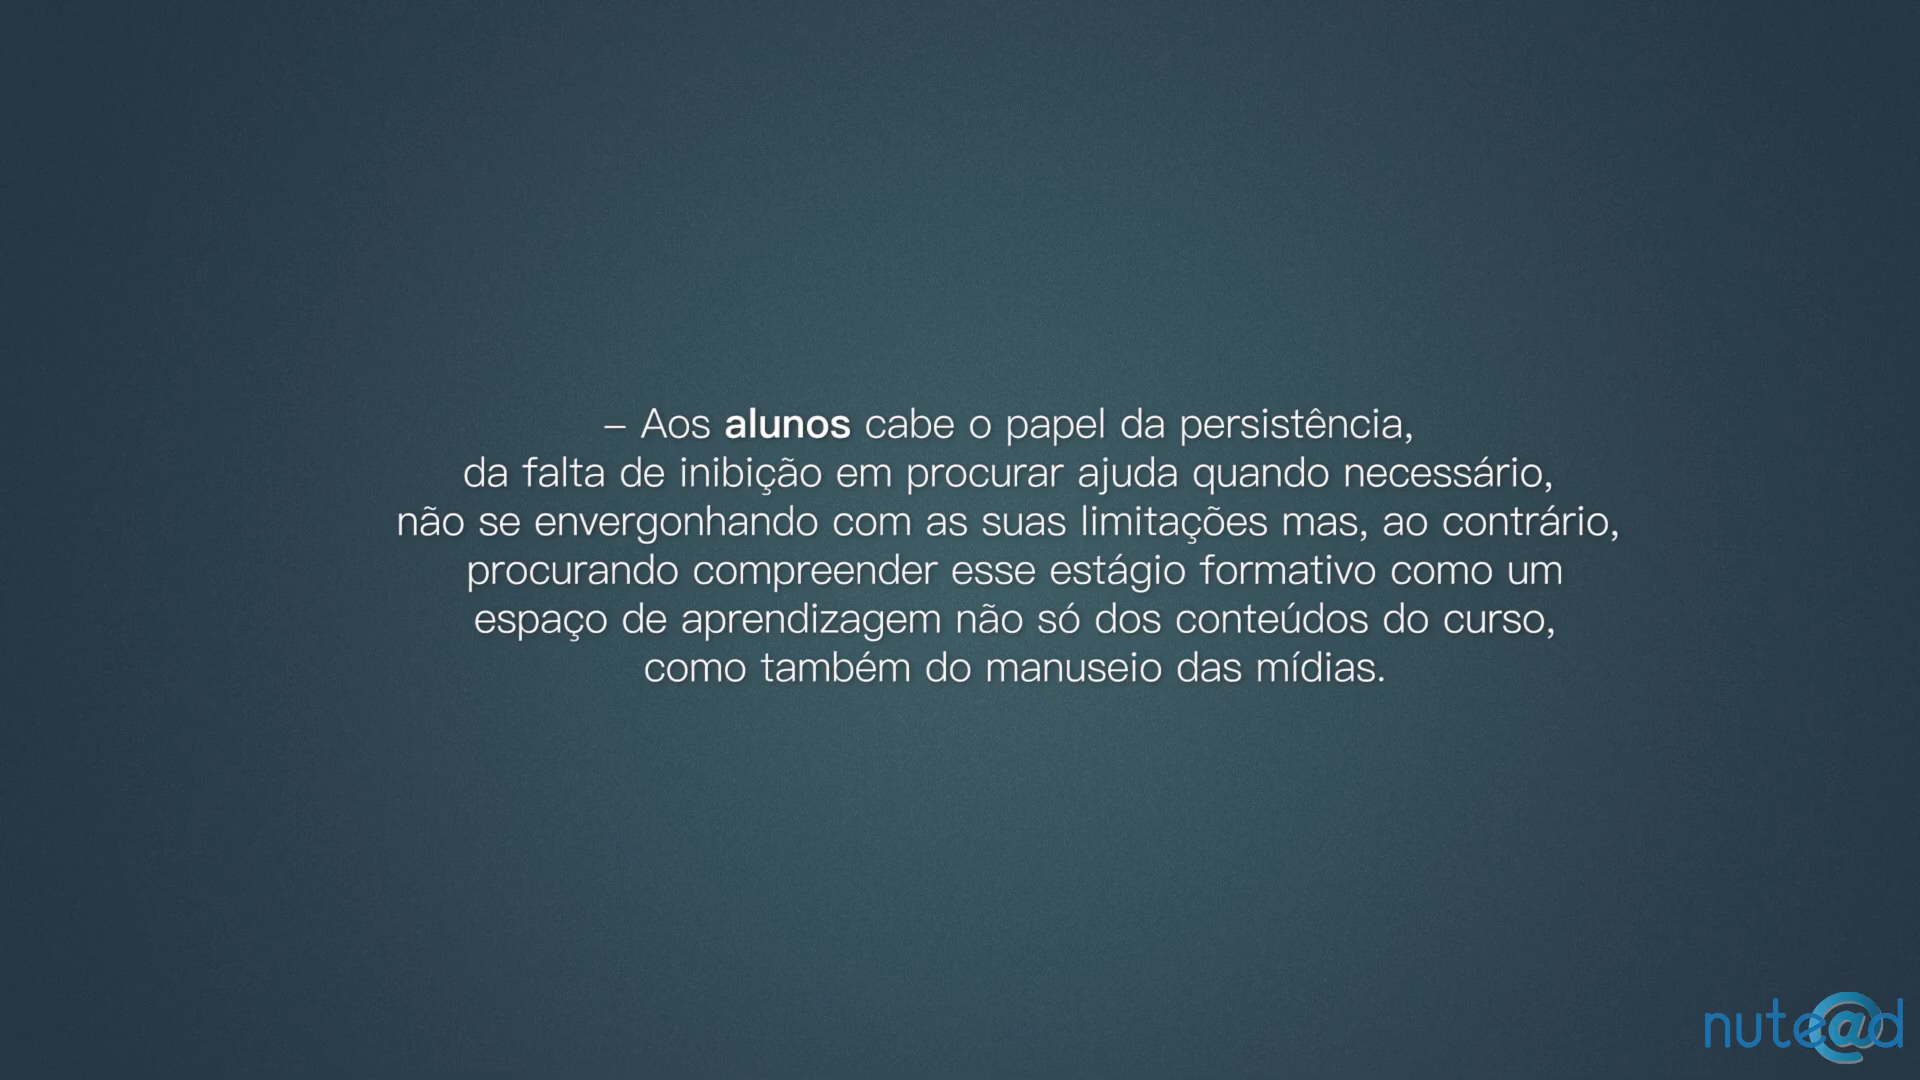 – Aos alunos cabe o papel da persistência,
da falta de inibição em procurar ajuda quando necessário,
não se envergonhando com as suas limitações mas, ao contrário,
procurando compreender esse estágio formativo como um
espaço de aprendizagem não só dos conteúdos do curso,
como também do manuseio das mídias.
nute@d